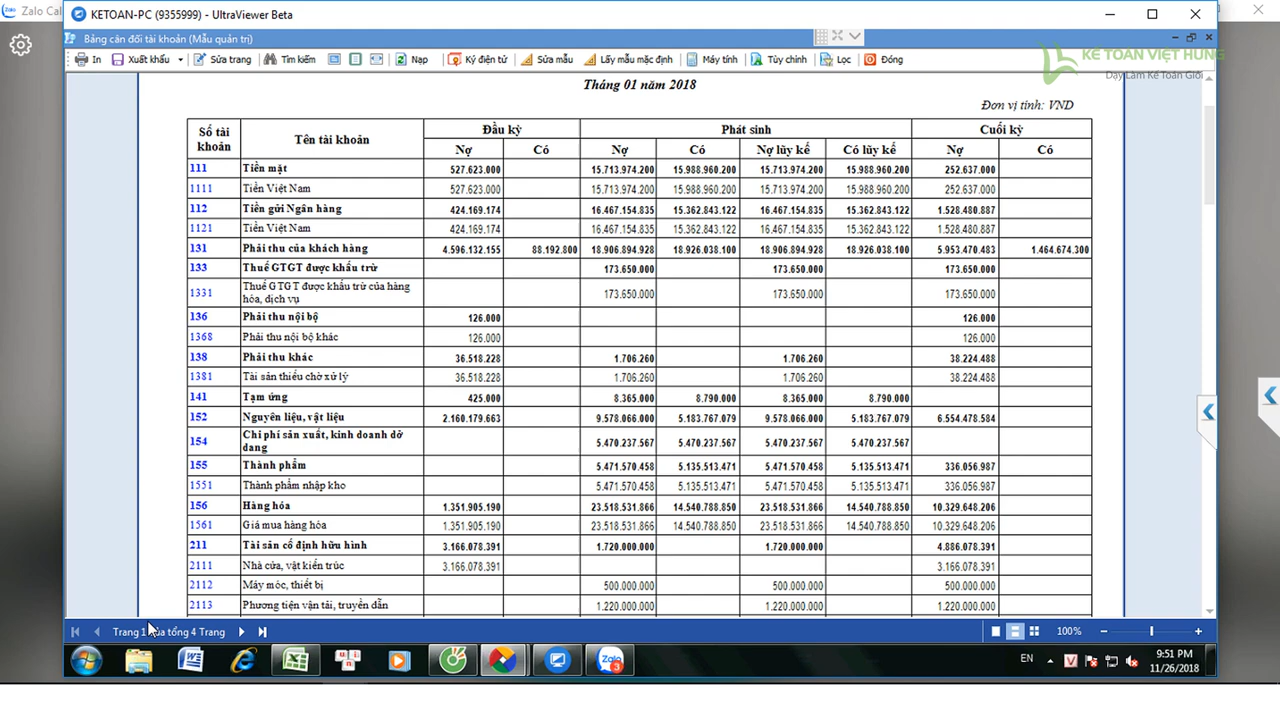 Zalo Cal
KETOAN-PC (9355999) - UltraViewer Beta
Bảng cân đối tài khoản (Mẫu quản trị)
In Xuất khẩu Sửa trang Tìm kiếm Nạp Ký điện tử Sửa mẫu Lấy mẫu mặc định Máy tính Tùy chỉnh Lọc Đóng
KẾ TOÁN VIỆT HƯNG
Dạy Làm Kế Toán Giỏi
Tháng 01 năm 2018
Đơn vị tính: VND
Số tài khoản Tên tài khoản Đầu kỳ Phát sinh Cuối kỳ
Nợ Có Nợ Có Nợ lũy kế Có lũy kế Nợ Có
111 Tiền mặt 527.623.000 15.713.974.200 15.988.960.200 15.713.974.200 15.988.960.200 252.637.000
1111 Tiền Việt Nam 527.623.000 15.713.974.200 15.988.960.200 15.713.974.200 15.988.960.200 252.637.000
112 Tiền gửi Ngân hàng 424.169.174 16.467.154.835 15.362.843.122 16.467.154.835 15.362.843.122 1.528.480.887
1121 Tiền Việt Nam 424.169.174 16.467.154.835 15.362.843.122 16.467.154.835 15.362.843.122 1.528.480.887
131 Phải thu của khách hàng 4.596.132.155 88.192.800 18.906.894.928 18.926.038.100 18.906.894.928 18.926.038.100 5.953.470.483 1.464.674.300
133 Thuế GTGT được khấu trừ 173.650.000 173.650.000 173.650.000
1331 Thuế GTGT được khấu trừ của hàng hóa, dịch vụ 173.650.000 173.650.000 173.650.000
136 Phải thu nội bộ 126.000 126.000
1368 Phải thu nội bộ khác 126.000 126.000
138 Phải thu khác 36.518.228 1.706.260 1.706.260 38.224.488
1381 Tài sản thiếu chờ xử lý 36.518.228 1.706.260 1.706.260 38.224.488
141 Tạm ứng 425.000 8.365.000 8.790.000 8.365.000 8.790.000
152 Nguyên liệu, vật liệu 2.160.179.663 9.578.066.000 5.183.767.079 9.578.066.000 5.183.767.079 6.554.478.584
154 Chi phí sản xuất, kinh doanh dở dang 5.470.237.567 5.470.237.567 5.470.237.567 5.470.237.567
155 Thành phẩm 5.471.570.458 5.135.513.471 5.471.570.458 5.135.513.471 336.056.987
1551 Thành phẩm nhập kho 5.471.570.458 5.135.513.471 5.471.570.458 5.135.513.471 336.056.987
156 Hàng hóa 1.351.905.190 23.518.531.866 14.540.788.850 23.518.531.866 14.540.788.850 10.329.648.206
1561 Giá mua hàng hóa 1.351.905.190 23.518.531.866 14.540.788.850 23.518.531.866 14.540.788.850 10.329.648.206
211 Tài sản cố định hữu hình 3.166.078.391 1.720.000.000 1.720.000.000 4.886.078.391
2111 Nhà cửa, vật kiến trúc 3.166.078.391 3.166.078.391
2112 Máy móc, thiết bị 500.000.000 500.000.000 500.000.000
2113 Phương tiện vận tải, truyền dẫn 1.220.000.000 1.220.000.000 1.220.000.000
Trang 1 của tổng 4 Trang 100%
EN 9:51 PM
11/26/2018